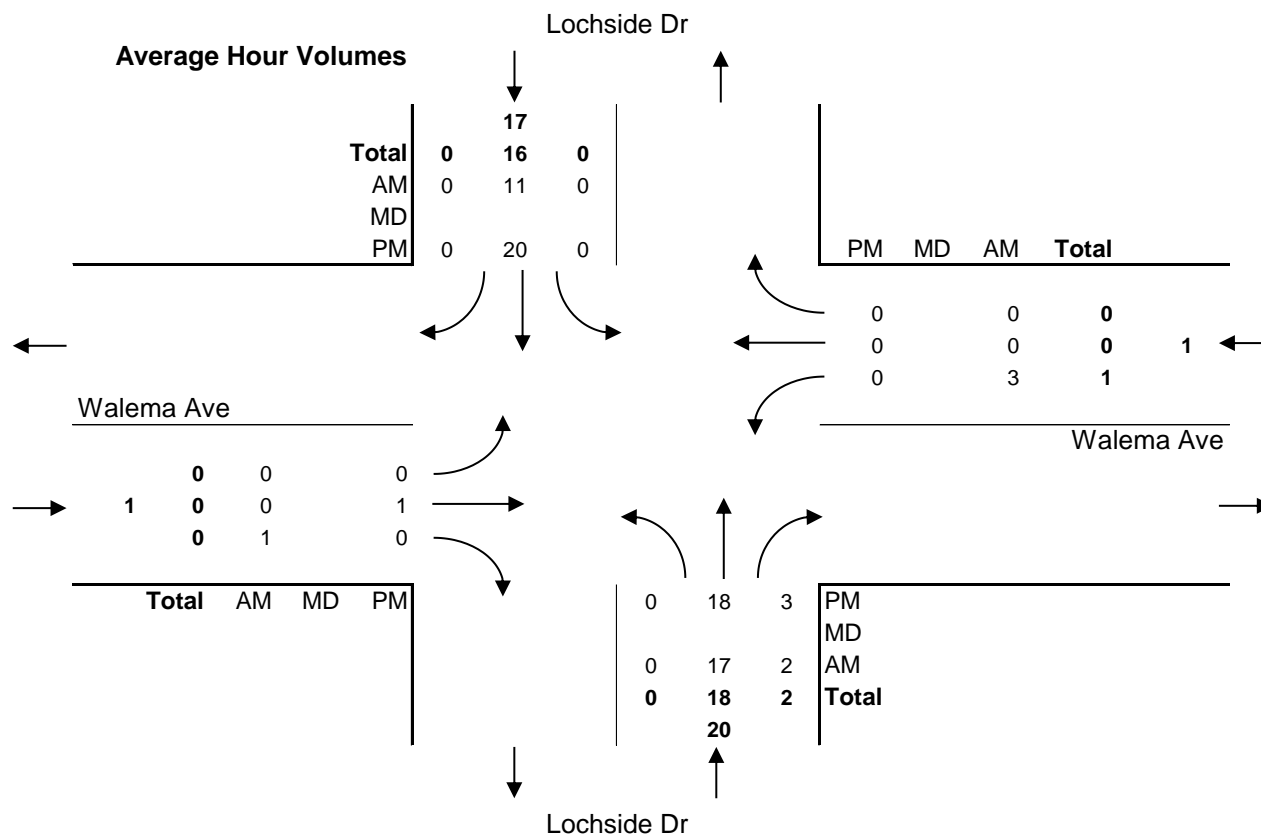 Lochside Dr
Average Hour Volumes
17
Total 0 16 0
AM 0 11 0
MD
PM 0 20 0
PM MD AM Total
0 0 0
0 0 0 1
0 3 1
Walema Ave
Walema Ave
0 0 0
1 0 0 1
0 1 0
Total AM MD PM
0 18 3 PM
MD
0 17 2 AM
0 18 2 Total
20
Lochside Dr